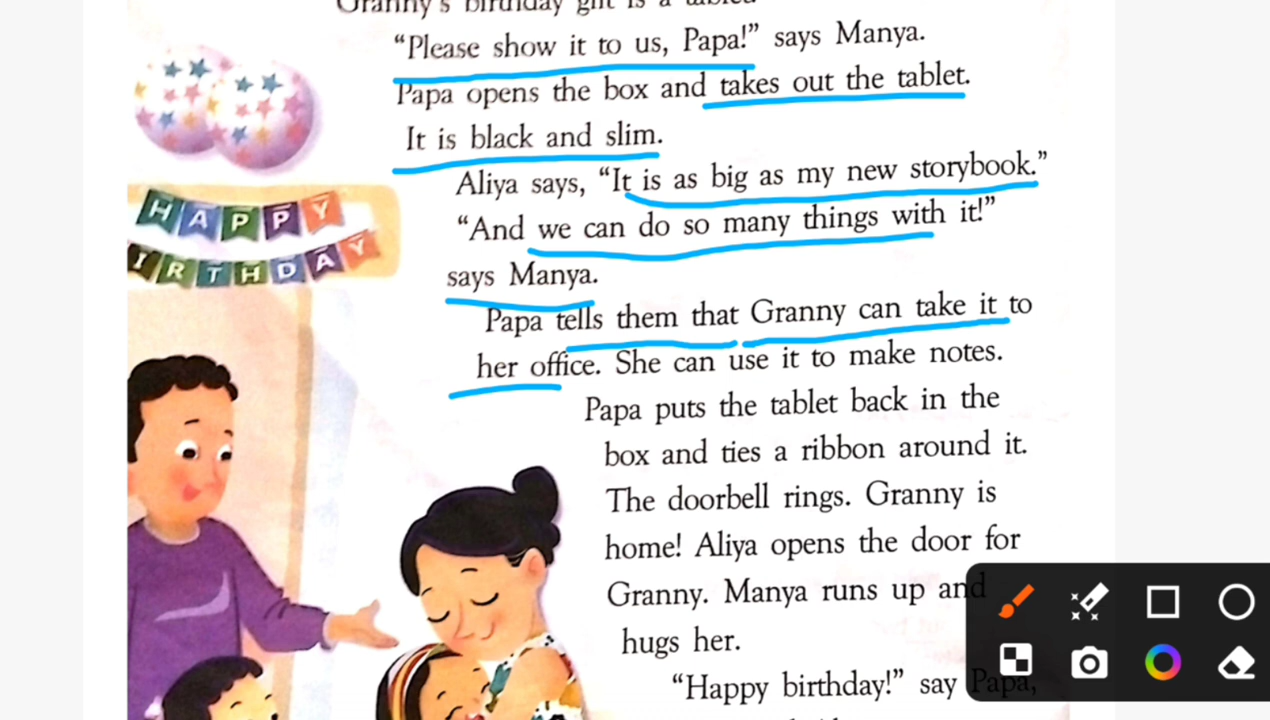 Granny's birthday gift is a tablet.
"Please show it to us, Papa!" says Manya.
Papa opens the box and takes out the tablet.
It is black and slim.
Aliya says, "It is as big as my new storybook."
"And we can do so many things with it!"
says Manya.
Papa tells them that Granny can take it to
her office. She can use it to make notes.
Papa puts the tablet back in the
box and ties a ribbon around it.
The doorbell rings. Granny is
home! Aliya opens the door for
Granny. Manya runs up and
hugs her.
"Happy birthday!" say Papa,
HAPPY
IRTHDAY